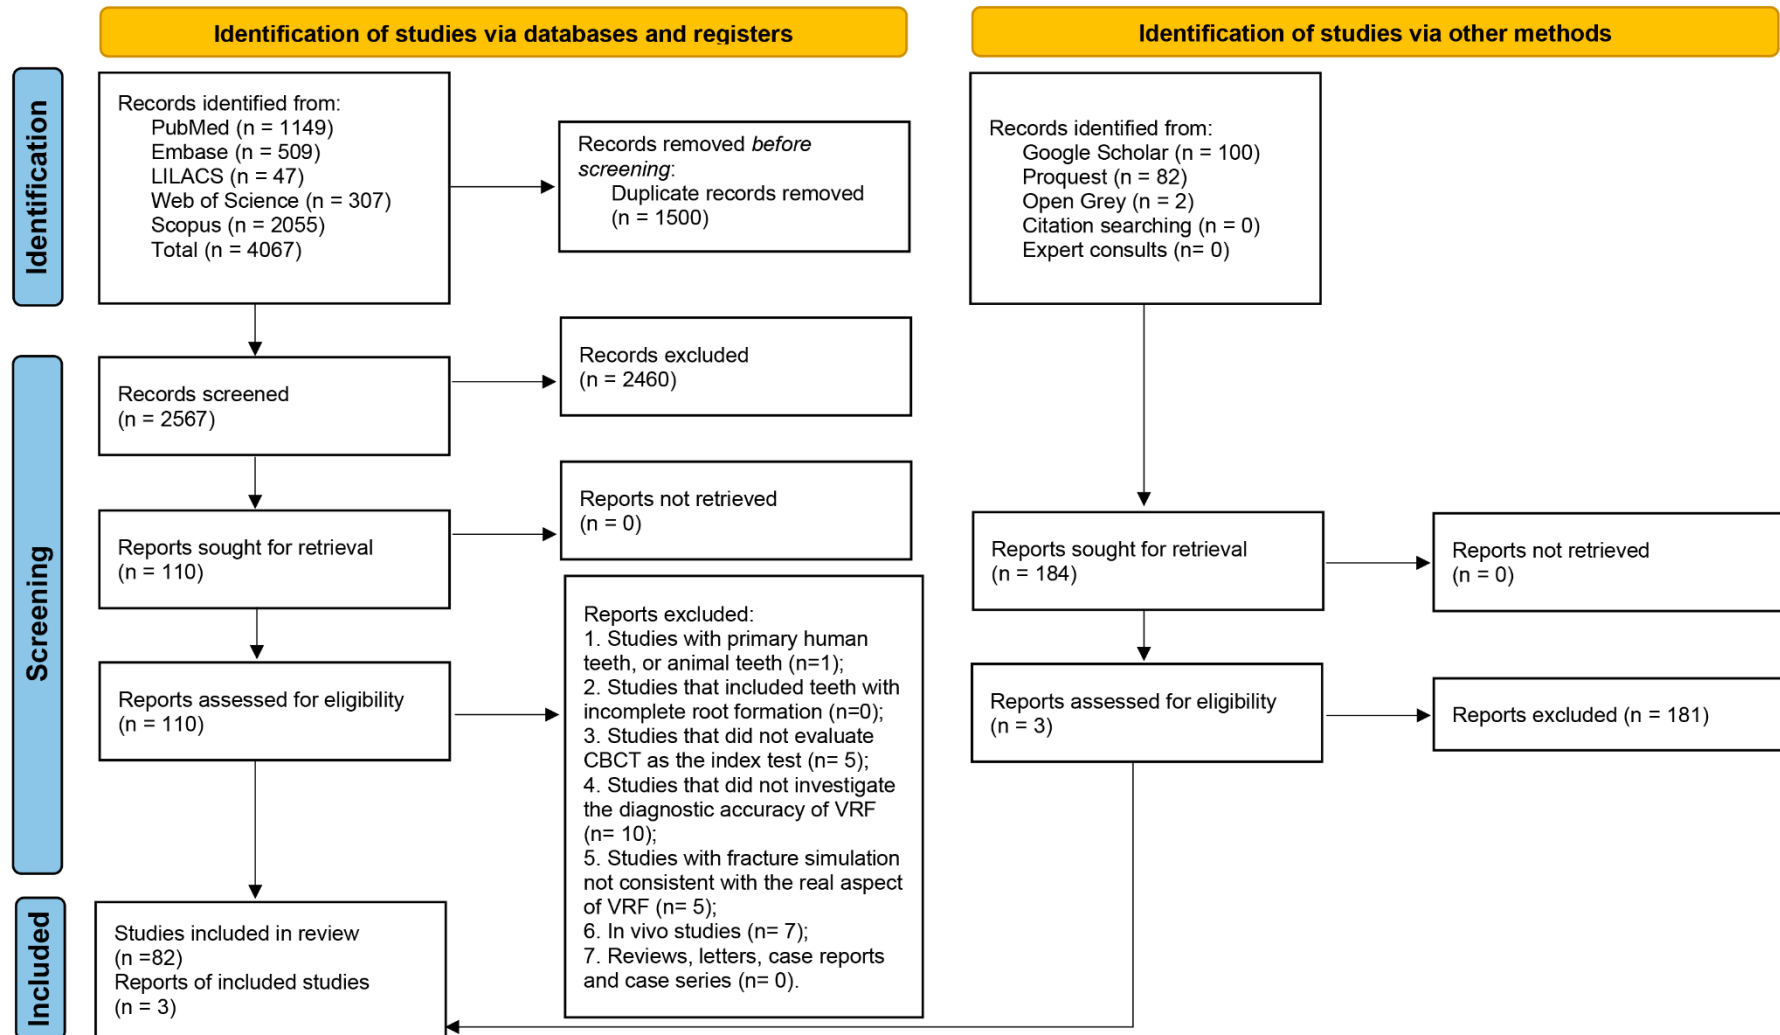 Identification of studies via databases and registers
Identification of studies via other methods
Identification
Records identified from:
PubMed (n = 1149)
Embase (n = 509)
LILACS (n = 47)
Web of Science (n = 307)
Scopus (n = 2055)
Total (n = 4067)
Records removed before
screening:
Duplicate records removed
(n = 1500)
Records identified from:
Google Scholar (n = 100)
Proquest (n = 82)
Open Grey (n = 2)
Citation searching (n = 0)
Expert consults (n= 0)
Screening
Records screened
(n = 2567)
Records excluded
(n = 2460)
Reports sought for retrieval
(n = 110)
Reports not retrieved
(n = 0)
Reports sought for retrieval
(n = 184)
Reports not retrieved
(n = 0)
Reports assessed for eligibility
(n = 110)
Reports excluded:
1. Studies with primary human
teeth, or animal teeth (n=1);
2. Studies that included teeth with
incomplete root formation (n=0);
3. Studies that did not evaluate
CBCT as the index test (n= 5);
4. Studies that did not investigate
the diagnostic accuracy of VRF
(n= 10);
5. Studies with fracture simulation
not consistent with the real aspect
of VRF (n= 5);
6. In vivo studies (n= 7);
7. Reviews, letters, case reports
and case series (n= 0).
Reports assessed for eligibility
(n = 3)
Reports excluded (n = 181)
Included
Studies included in review
(n =82)
Reports of included studies
(n = 3)